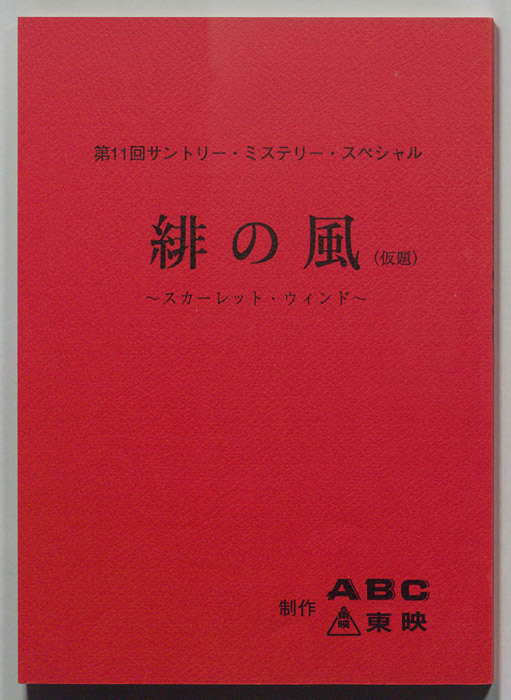 第11回サントリー・ミステリー・スペシャル
緋の風(仮題)
〜スカーレット・ウィンド〜
制作 ABC
東映 東映